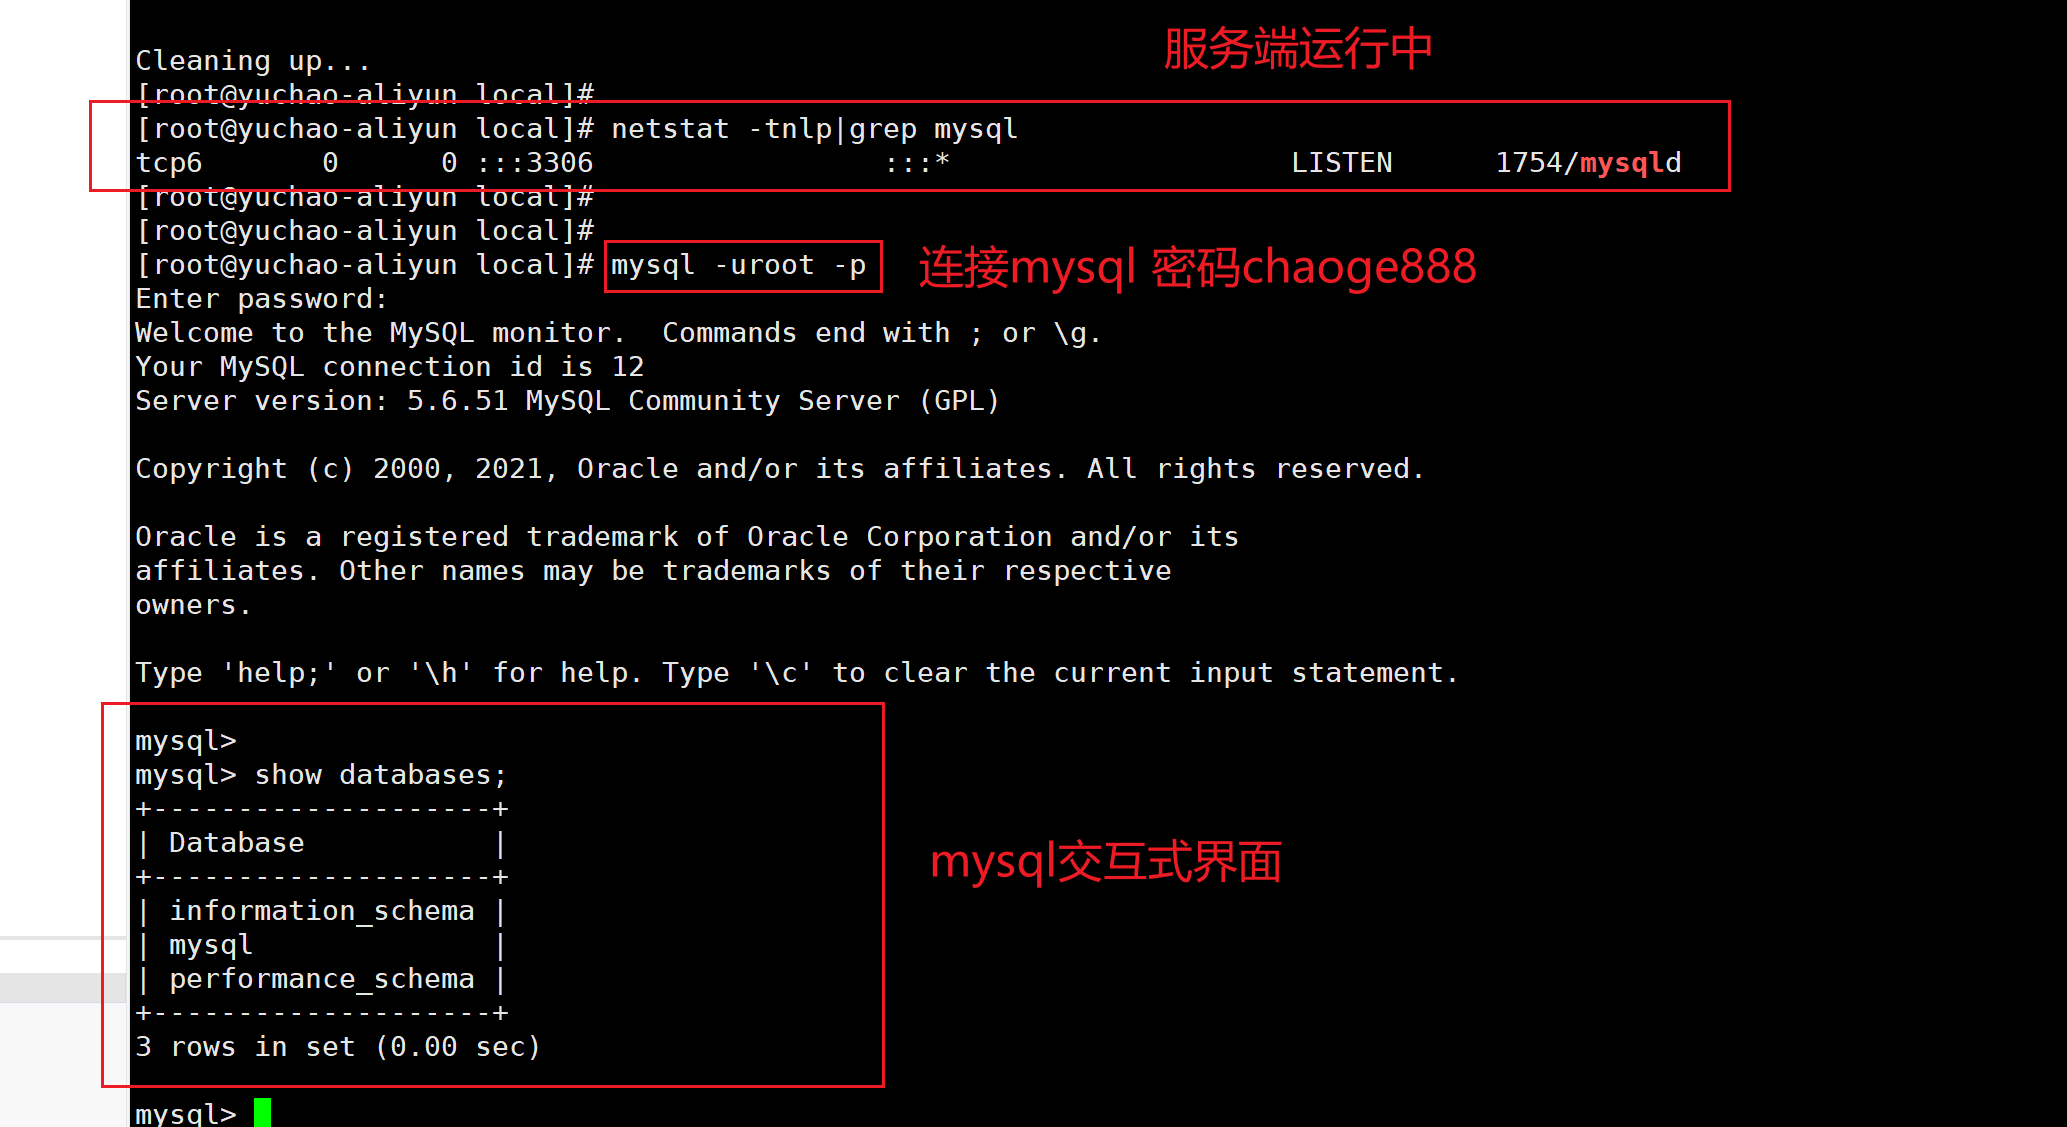 服务端运行中
Cleaning up...
[root@yuchao-aliyun local]#
[root@yuchao-aliyun local]# netstat -tnlp|grep mysql
tcp6       0      0 :::3306                 :::*                    LISTEN      1754/mysqld
[root@yuchao-aliyun local]#
[root@yuchao-aliyun local]#
[root@yuchao-aliyun local]# mysql -uroot -p 连接mysql 密码chaoge888
Enter password:
Welcome to the MySQL monitor.  Commands end with ; or \g.
Your MySQL connection id is 12
Server version: 5.6.51 MySQL Community Server (GPL)
Copyright (c) 2000, 2021, Oracle and/or its affiliates. All rights reserved.
Oracle is a registered trademark of Oracle Corporation and/or its
affiliates. Other names may be trademarks of their respective
owners.
Type 'help;' or '\h' for help. Type '\c' to clear the current input statement.
mysql>
mysql> show databases;
+--------------------+
| Database           |
+--------------------+
mysql交互式界面
| information_schema |
| mysql              |
| performance_schema |
+--------------------+
3 rows in set (0.00 sec)
mysql>